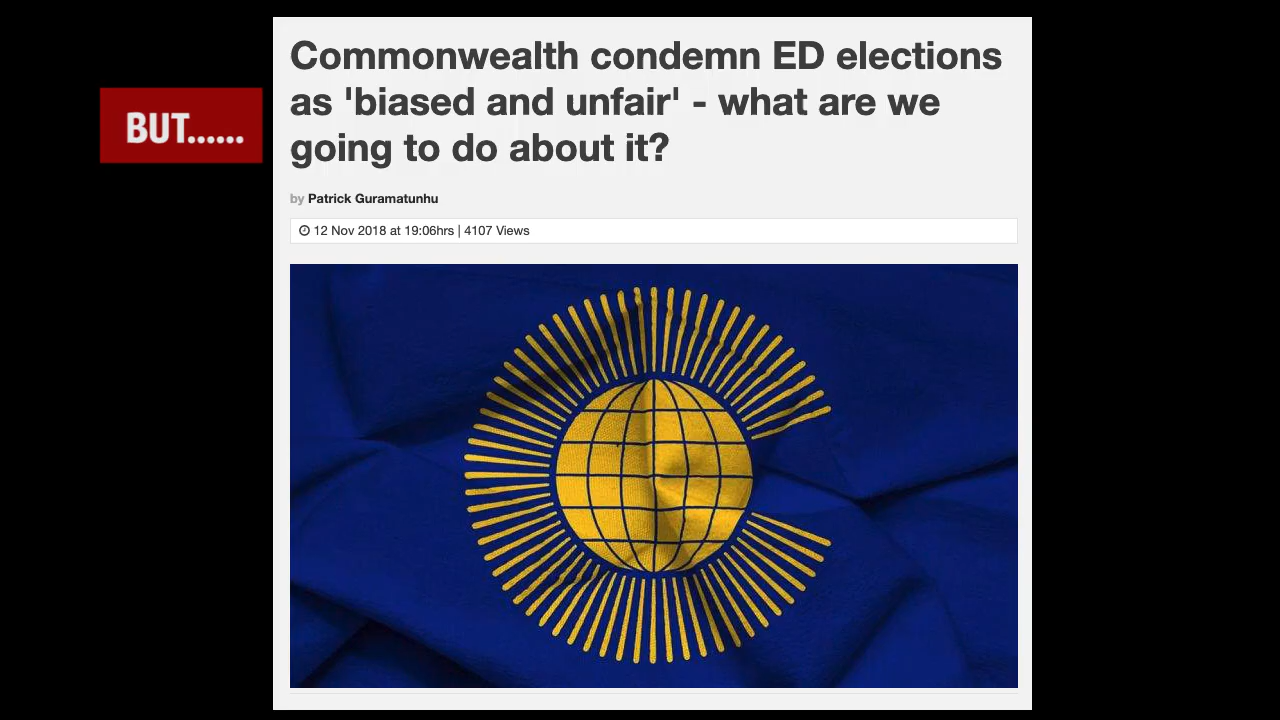 BUT......
Commonwealth condemn ED elections
as 'biased and unfair' - what are we
going to do about it?
by Patrick Guramatunhu
12 Nov 2018 at 19:06hrs | 4107 Views